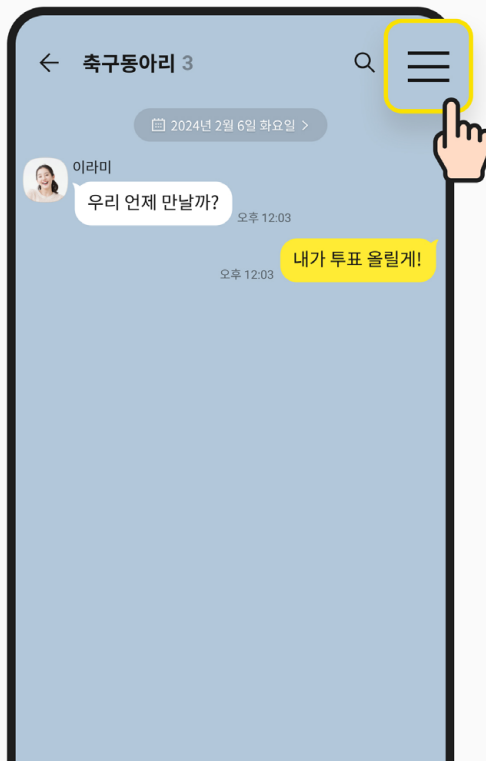 축구동아리 3
2024년 2월 6일 화요일 >
이라미
우리 언제 만날까?
오후 12:03
내가 투표 올릴게!
오후 12:03